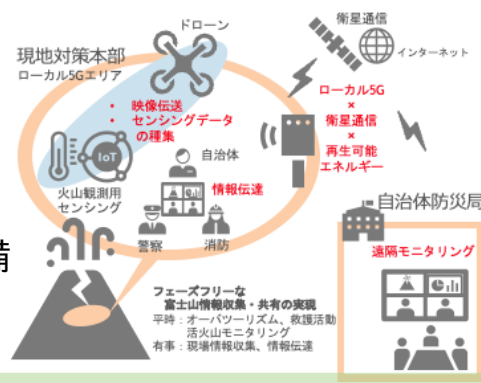 ドローン
衛星通信
インターネット
現地対策本部
ローカル5Gエリア
• 映像伝送
• センシングデータ
の種集
ローカル5G
×
衛星通信
×
再生可能
エネルギー
IoT
自治体
情報伝達
火山観測用
センシング
警察
消防
自治体防災局
遠隔モニタリング
備
フェーズフリーな
富士山情報収集・共有の実現
平時：オーバツーリズム、救護活動
活火山モニタリング
有事：現場情報収集、情報伝達